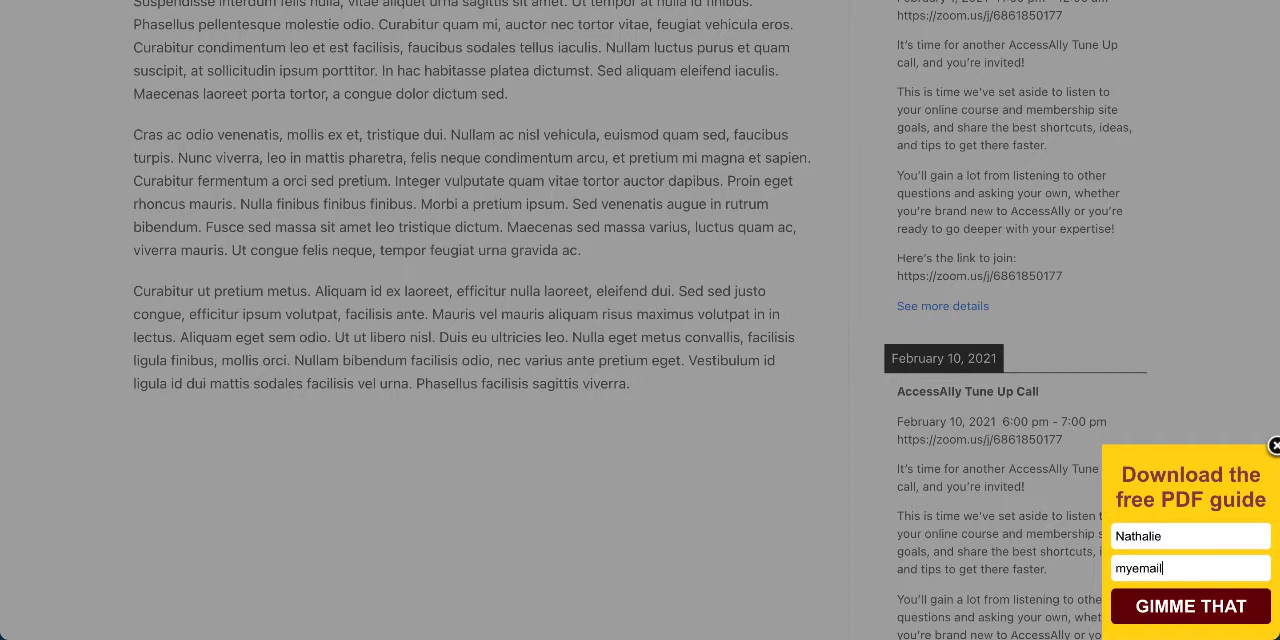 Suspendisse interdum felis nulla, vitae aliquet urna sagittis sit amet. Ut tempor at nulla id finibus.
Phasellus pellentesque molestie odio. Curabitur quam mi, auctor nec tortor vitae, feugiat vehicula eros.
Curabitur condimentum leo et est facilisis, faucibus sodales tellus iaculis. Nullam luctus purus et quam
suscipit, at sollicitudin ipsum porttitor. In hac habitasse platea dictumst. Sed aliquam eleifend iaculis.
Maecenas laoreet porta tortor, a congue dolor dictum sed.
Cras ac odio venenatis, mollis ex et, tristique dui. Nullam ac nisl vehicula, euismod quam sed, faucibus
turpis. Nunc viverra, leo in mattis pharetra, felis neque condimentum arcu, et pretium mi magna et sapien.
Curabitur fermentum a orci sed pretium. Integer vulputate quam vitae tortor auctor dapibus. Proin eget
rhoncus mauris. Nulla finibus finibus finibus. Morbi a pretium ipsum. Sed venenatis augue in rutrum
bibendum. Fusce sed massa sit amet leo tristique dictum. Maecenas sed massa varius, luctus quam ac,
viverra mauris. Ut congue felis neque, tempor feugiat urna gravida ac.
Curabitur ut pretium metus. Aliquam id ex laoreet, efficitur nulla laoreet, eleifend dui. Sed sed justo
congue, efficitur ipsum volutpat, facilisis ante. Mauris vel mauris aliquam risus maximus volutpat in in
lectus. Aliquam eget sem odio. Ut ut libero nisl. Duis eu ultricies leo. Nulla eget metus convallis, facilisis
ligula finibus, mollis orci. Nullam bibendum facilisis odio, nec varius ante pretium eget. Vestibulum id
ligula id dui mattis sodales facilisis vel urna. Phasellus facilisis sagittis viverra.
https://zoom.us/j/6861850177
It's time for another AccessAlly Tune Up
call, and you're invited!
This is time we've set aside to listen to
your online course and membership site
goals, and share the best shortcuts, ideas,
and tips to get there faster.
You'll gain a lot from listening to other
questions and asking your own, whether
you're brand new to AccessAlly or you're
ready to go deeper with your expertise!
Here's the link to join:
https://zoom.us/j/6861850177
See more details
February 10, 2021
AccessAlly Tune Up Call
February 10, 2021 6:00 pm - 7:00 pm
https://zoom.us/j/6861850177
It's time for another AccessAlly Tune
call, and you're invited!
This is time we've set aside to listen
your online course and membership
goals, and share the best shortcuts,
and tips to get there faster.
You'll gain a lot from listening to
questions and asking your own,
you're brand new to AccessAlly or
Download the
free PDF guide
Nathalie
myemail
GIMME THAT